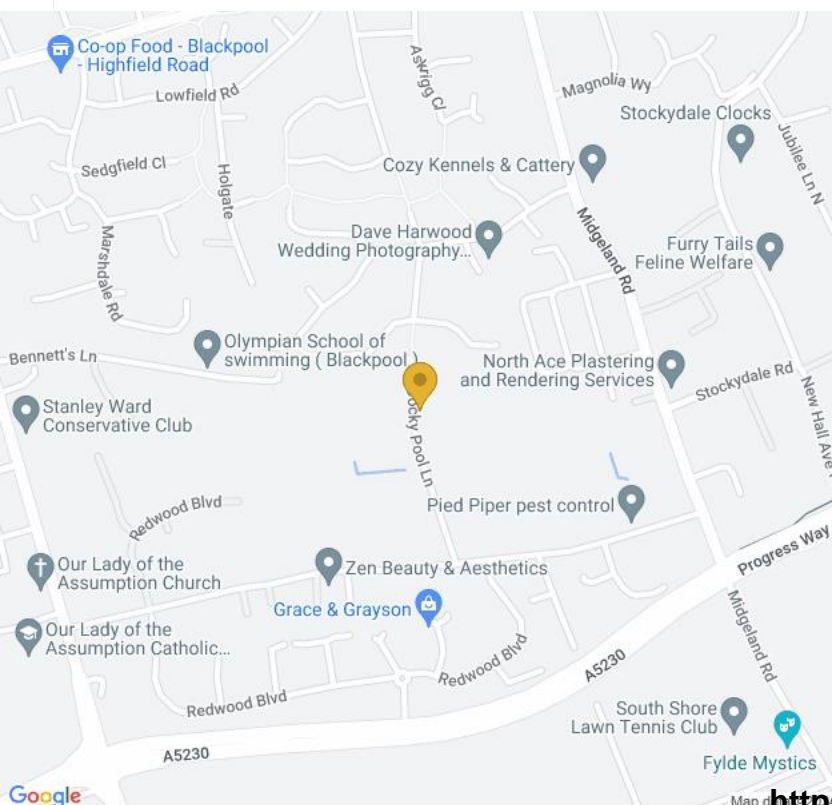 Co-op Food - Blackpool
- Highfield Road
Lowfield Rd
Askrigg Cl
Magnolia Wy
Stockydale Clocks
Jubilee Ln N
Sedgfield Cl
Holgate
Cozy Kennels & Cattery
Midgeland Rd
Dave Harwood
Wedding Photography...
Furry Tails
Feline Welfare
Marshdale Rd
Olympian School of
swimming ( Blackpool )
Bennett's Ln
North Ace Plastering
and Rendering Services
Stockydale Rd
New Hall Ave
Stanley Ward
Conservative Club
ocky Pool Ln
Redwood Blvd
Pied Piper pest control
Progress Way
Our Lady of the
Assumption Church
Zen Beauty & Aesthetics
Grace & Grayson
Our Lady of the
Assumption Catholic...
Redwood Blvd
Midgeland Rd
Redwood Blvd
A5230
South Shore
Lawn Tennis Club
A5230
Fylde Mystics
Google
Map d
http